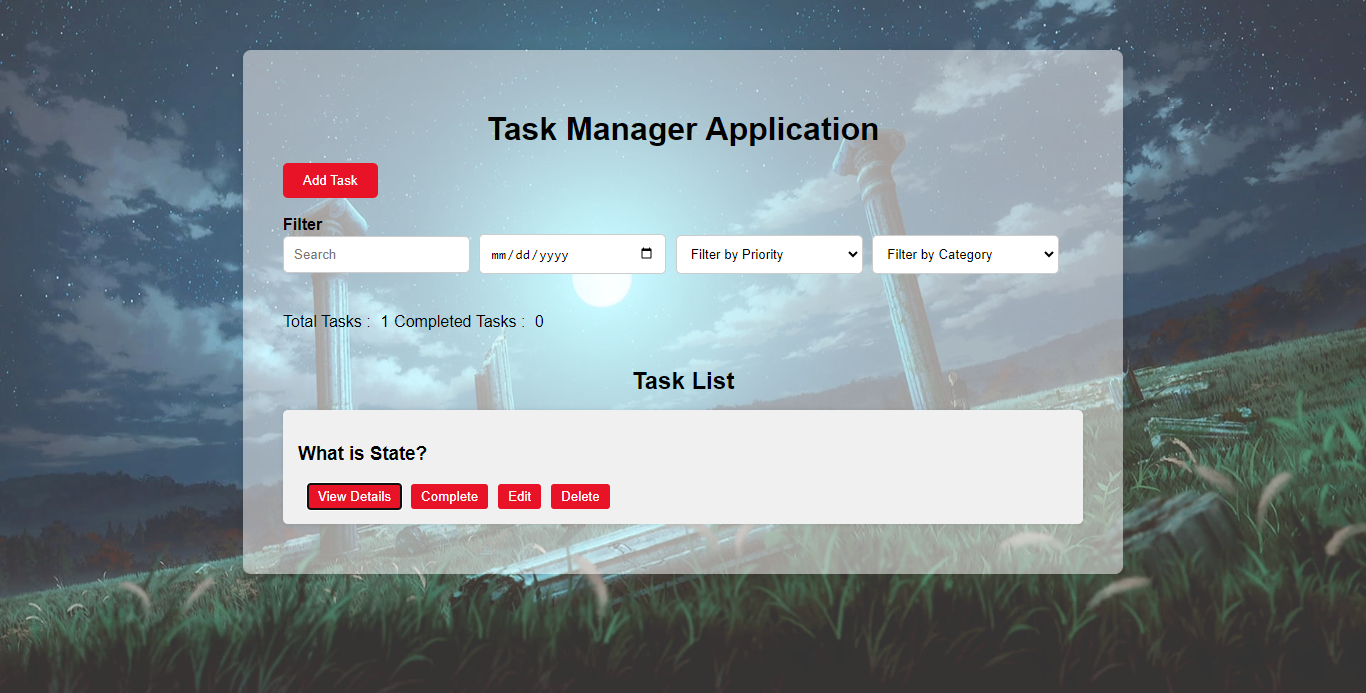 Task Manager Application
Add Task
Filter
Search mm/dd/yyyy Filter by Priority Filter by Category
Total Tasks : 1 Completed Tasks : 0
Task List
What is State?
View Details Complete Edit Delete